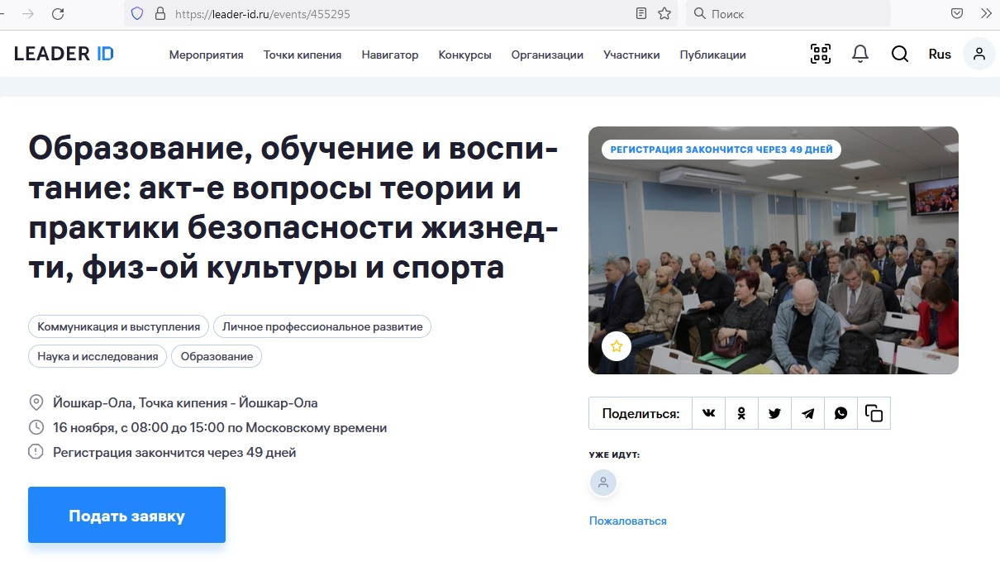 https://leader-id.ru/events/455295
Поиск
LEADER ID
Мероприятия Точки кипения Навигатор Конкурсы Организации Участники Публикации
Rus
Образование, обучение и воспи-
тание: акт-е вопросы теории и
практики безопасности жизнед-
ти, физ-ой культуры и спорта
Коммуникация и выступления Личное профессиональное развитие
Наука и исследования Образование
Йошкар-Ола, Точка кипения - Йошкар-Ола
16 ноября, с 08:00 до 15:00 по Московскому времени
Регистрация закончится через 49 дней
Подать заявку
РЕГИСТРАЦИЯ ЗАКОНЧИТСЯ ЧЕРЕЗ 49 ДНЕЙ
Поделиться:
УЖЕ ИДУТ:
Пожаловаться